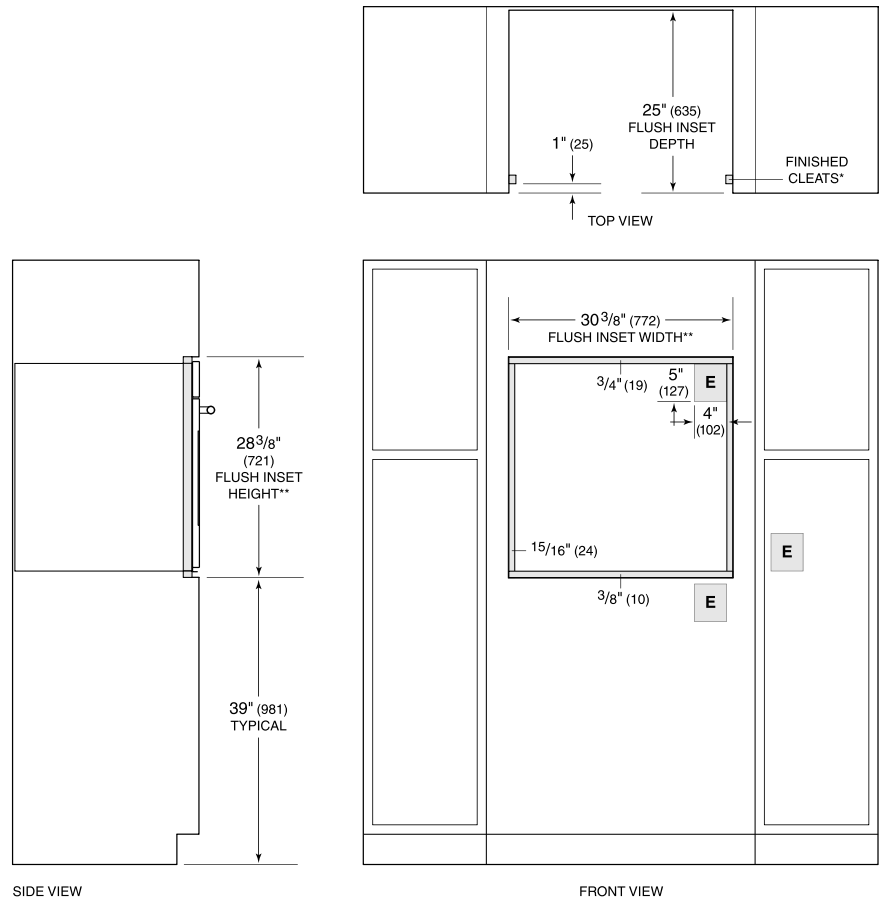 25" (635)
FLUSH INSET
DEPTH
1" (25)
FINISHED
CLEATS*
TOP VIEW
30 3/8" (772)
FLUSH INSET WIDTH**
3/4" (19)
5"
(127)
E
4"
(102)
28 3/8"
(721)
FLUSH INSET
HEIGHT**
15/16" (24)
E
3/8" (10)
E
39" (981)
TYPICAL
SIDE VIEW
FRONT VIEW